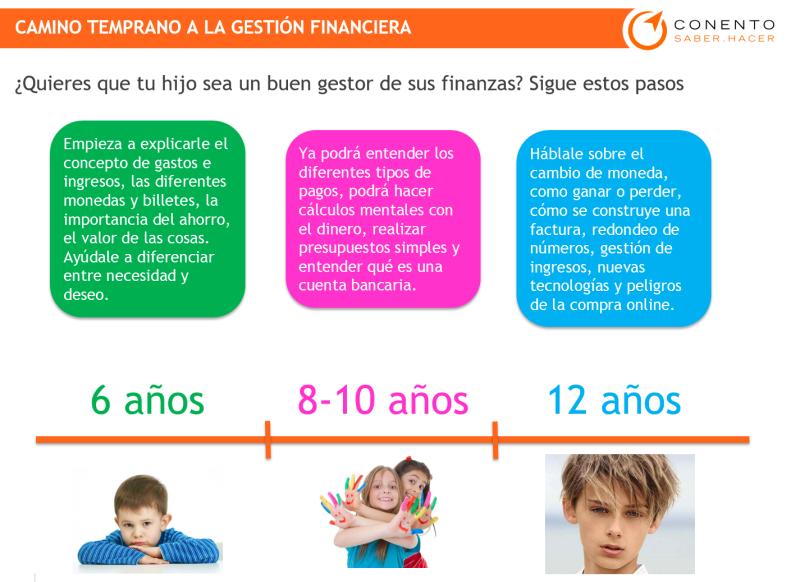 CAMINO TEMPRANO A LA GESTIÓN FINANCIERA
CONENTO
SABER.HACER
¿Quieres que tu hijo sea un buen gestor de sus finanzas? Sigue estos pasos
Empieza a explicarle el
concepto de gastos e
ingresos, las diferentes
monedas y billetes, la
importancia del ahorro,
el valor de las cosas.
Ayúdale a diferenciar
entre necesidad y
deseo.
Ya podrá entender los
diferentes tipos de
pagos, podrá hacer
cálculos mentales con
el dinero, realizar
presupuestos simples y
entender qué es una
cuenta bancaria.
Háblale sobre el
cambio de moneda,
como ganar o perder,
cómo se construye una
factura, redondeo de
números, gestión de
ingresos, nuevas
tecnologías y peligros
de la compra online.
6 años
8-10 años
12 años
1